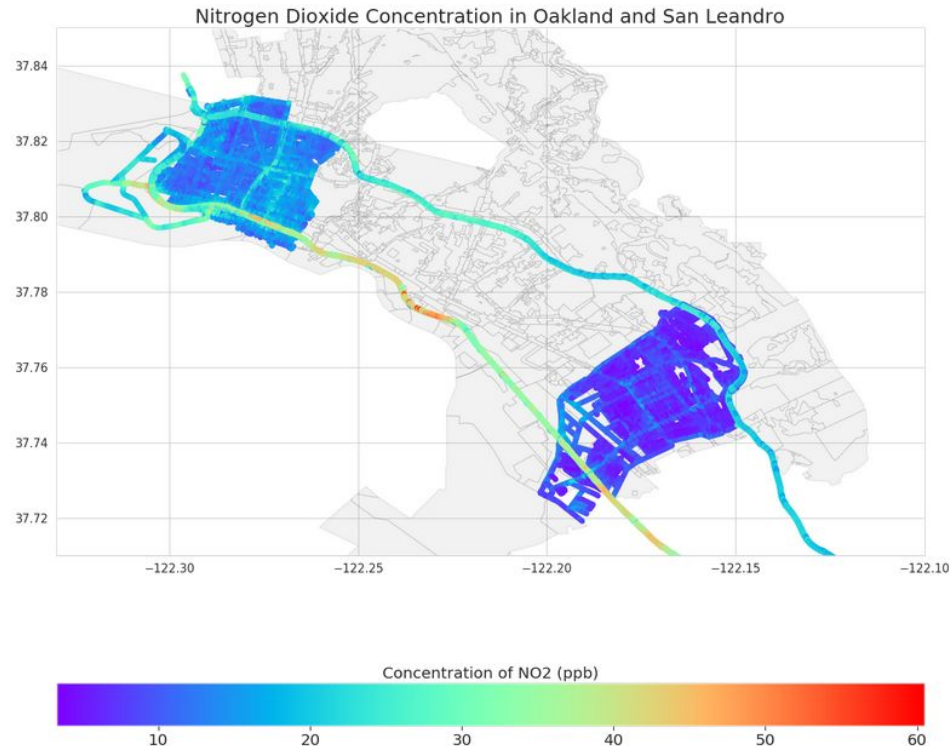 Nitrogen Dioxide Concentration in Oakland and San Leandro
37.84
37.82
37.80
37.78
37.76
37.74
37.72
−122.30 −122.25 −122.20 −122.15 −122.10
Concentration of NO2 (ppb)
10 20 30 40 50 60